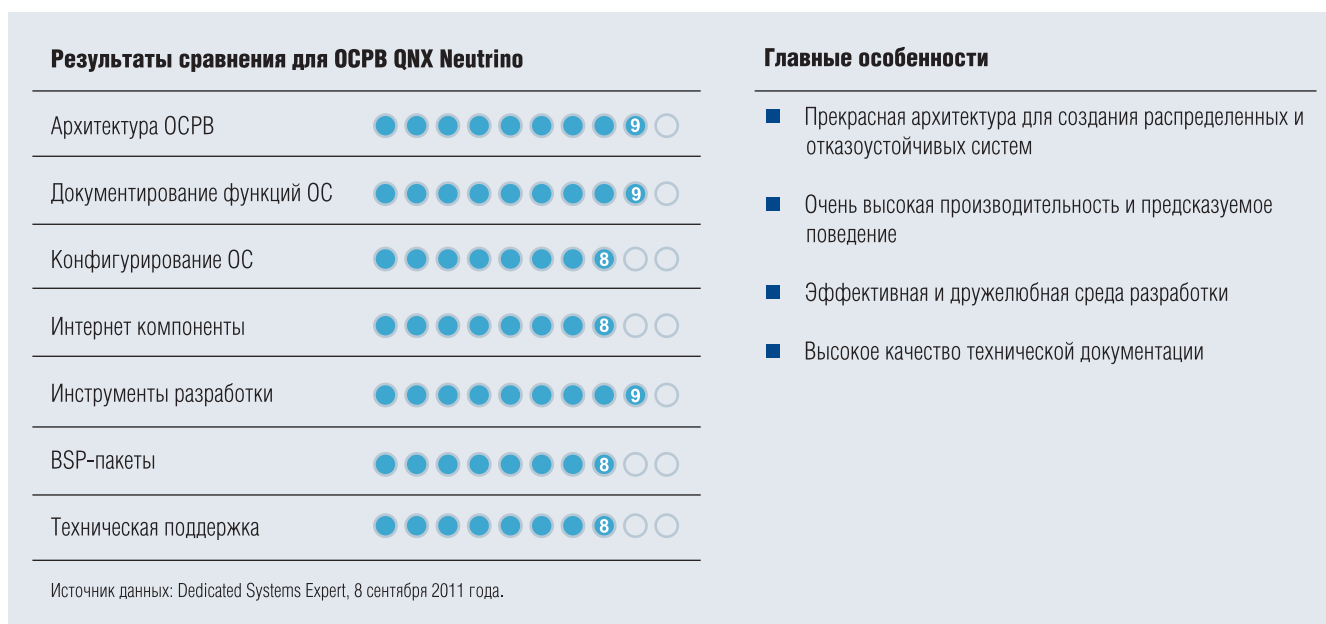 Результаты сравнения для ОСРВ QNX Neutrino
Архитектура ОСРВ 9
Документирование функций ОС 9
Конфигурирование ОС 8
Интернет компоненты 8
Инструменты разработки 9
BSP-пакеты 8
Техническая поддержка 8
Источник данных: Dedicated Systems Expert, 8 сентября 2011 года.
Главные особенности
Прекрасная архитектура для создания распределенных и
отказоустойчивых систем
Очень высокая производительность и предсказуемое
поведение
Эффективная и дружелюбная среда разработки
Высокое качество технической документации